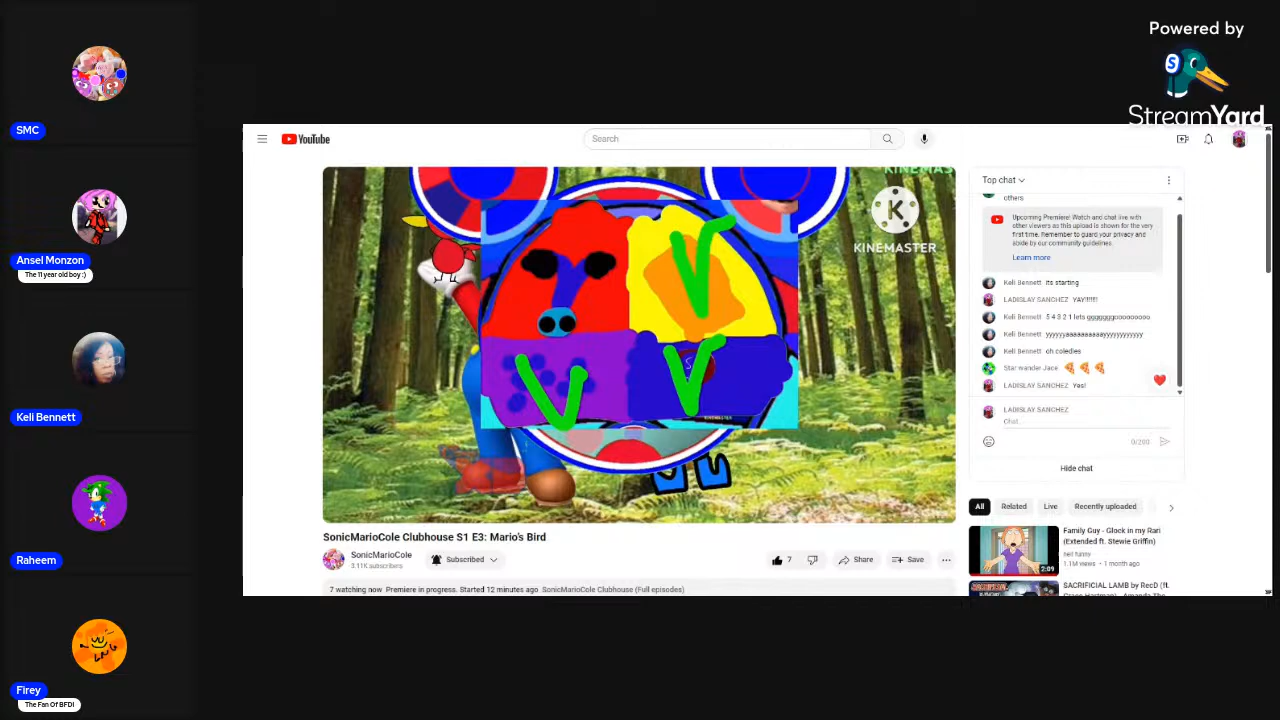 Powered by
StreamYard
SMC
Ansel Monzon
The 11 year old boy :)
Keli Bennett
Raheem
Firey
The Fan Of BFDI
YouTube
Search
KINEMAS
K
KINEMASTER
SonicMarioCole Clubhouse S1 E3: Mario's Bird
SonicMarioCole
3.11K subscribers
Subscribed
7
Share
Save
7 watching now Premiere in progress. Started 12 minutes ago SonicMarioCole Clubhouse (Full episodes)
Top chat
others
Upcoming Premiere! Watch and chat live with
other viewers as this upload is shown for the very
first time. Remember to guard your privacy and
abide by our community guidelines.
Learn more
Keli Bennett its starting
LADISLAY SANCHEZ YAY!!!!!!!
Keli Bennett 5 4 3 2 1 lets ggggggooooooooo
Keli Bennett yyyyyyaaaaaaaaayyyyyyyyyyy
Keli Bennett oh coledies
Star wander Jace
LADISLAY SANCHEZ Yas!
LADISLAY SANCHEZ
Chat...
0/200
Hide chat
All
Related
Live
Recently uploaded
Family Guy - Glock in my Rari
(Extended ft. Stewie Griffin)
1.1M views • 1 month ago
2:09
SACRIFICIAL LAMB by RecD (ft.